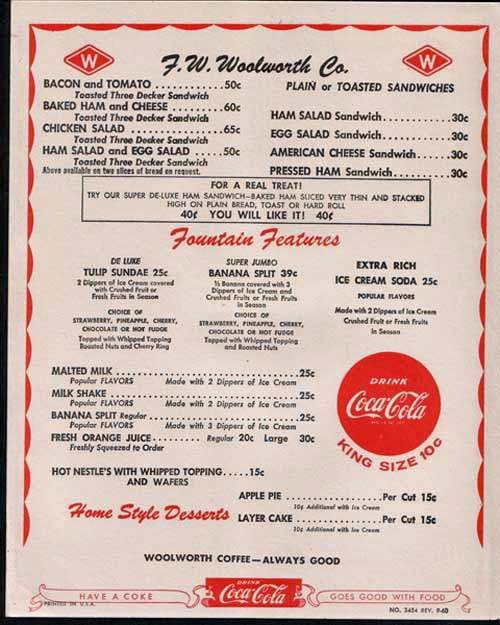 W F.W. Woolworth Co. W
BACON and TOMATO ..........50c
Toasted Three Decker Sandwich
BAKED HAM and CHEESE ........60c
Toasted Three Decker Sandwich
CHICKEN SALAD .............65c
Toasted Three Decker Sandwich
HAM SALAD and EGG SALAD .....50c
Toasted Three Decker Sandwich
Above available on two slices of bread on request.
PLAIN or TOASTED SANDWICHES
HAM SALAD Sandwich............30c
EGG SALAD Sandwich............30c
AMERICAN CHEESE Sandwich......30c
PRESSED HAM Sandwich..........30c
FOR A REAL TREAT!
TRY OUR SUPER DE-LUXE HAM SANDWICH—BAKED HAM SLICED VERY THIN AND STACKED
HIGH ON PLAIN BREAD, TOAST OR HARD ROLL
40¢ YOU WILL LIKE IT! 40¢
Fountain Features
DE LUXE
TULIP SUNDAE 25c
2 Dippers of Ice Cream covered
with Crushed Fruit or
Fresh Fruits in Season
CHOICE OF
STRAWBERRY, PINEAPPLE, CHERRY,
CHOCOLATE OR HOT FUDGE
Topped with Whipped Topping
Roasted Nuts and Cherry Ring
SUPER JUMBO
BANANA SPLIT 39c
½ Banana covered with 3
Dippers of Ice Cream and
Crushed Fruits or Fresh Fruits
in Season
CHOICE OF
STRAWBERRY, PINEAPPLE, CHERRY,
CHOCOLATE OR HOT FUDGE
Topped with Whipped Topping
and Roasted Nuts
EXTRA RICH
ICE CREAM SODA 25c
POPULAR FLAVORS
Made with 2 Dippers of Ice Cream
Crushed Fruit or Fresh Fruits
in Season
MALTED MILK ..............................25c
Popular FLAVORS Made with 2 Dippers of Ice Cream
MILK SHAKE ...............................25c
Popular FLAVORS Made with 2 Dippers of Ice Cream
BANANA SPLIT Regular .....................25c
Popular FLAVORS Made with 2 Dippers of Ice Cream
FRESH ORANGE JUICE......... Regular 20c Large 30c
Freshly Squeezed to Order
DRINK
Coca-Cola
KING SIZE 10c
HOT NESTLE'S WITH WHIPPED TOPPING.....15c
AND WAFERS
Home Style Desserts
APPLE PIE ...................Per Cut 15c
10¢ Additional with Ice Cream
LAYER CAKE ..................Per Cut 15c
10¢ Additional with Ice Cream
WOOLWORTH COFFEE—ALWAYS GOOD
HAVE A COKE DRINK Coca-Cola GOES GOOD WITH FOOD
PRINTED IN U.S.A. NO. 3454 REV. 9-60